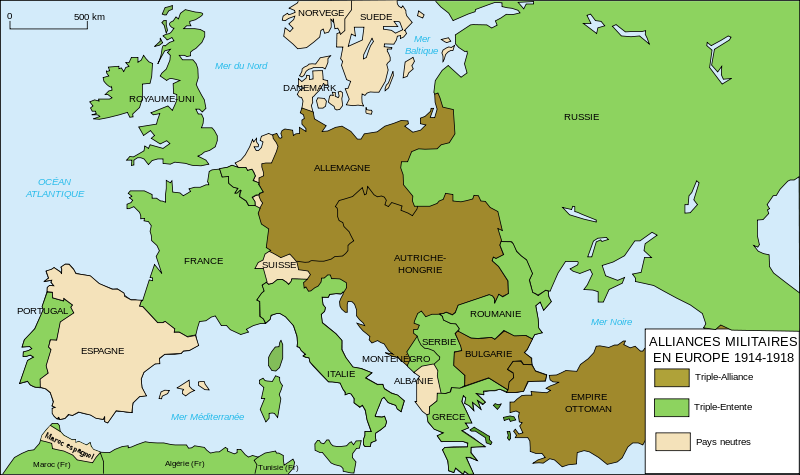 0 500 km
NORVEGE
SUEDE
Mer
Baltique
Mer du Nord
DANEMARK
ROYAUME-UNI
RUSSIE
ALLEMAGNE
OCÉAN
ATLANTIQUE
FRANCE
SUISSE
AUTRICHE-
HONGRIE
PORTUGAL
ROUMANIE
Mer Noire
ESPAGNE
SERBIE
BULGARIE
MONTENEGRO
ITALIE
ALBANIE
GRECE
EMPIRE
OTTOMAN
Mer Méditerranée
Maroc espagnol
Maroc (Fr)
Algérie (Fr)
Tunisie (Fr)
ALLIANCES MILITAIRES
EN EUROPE 1914-1918
Triple-Alliance
Triple-Entente
Pays neutres